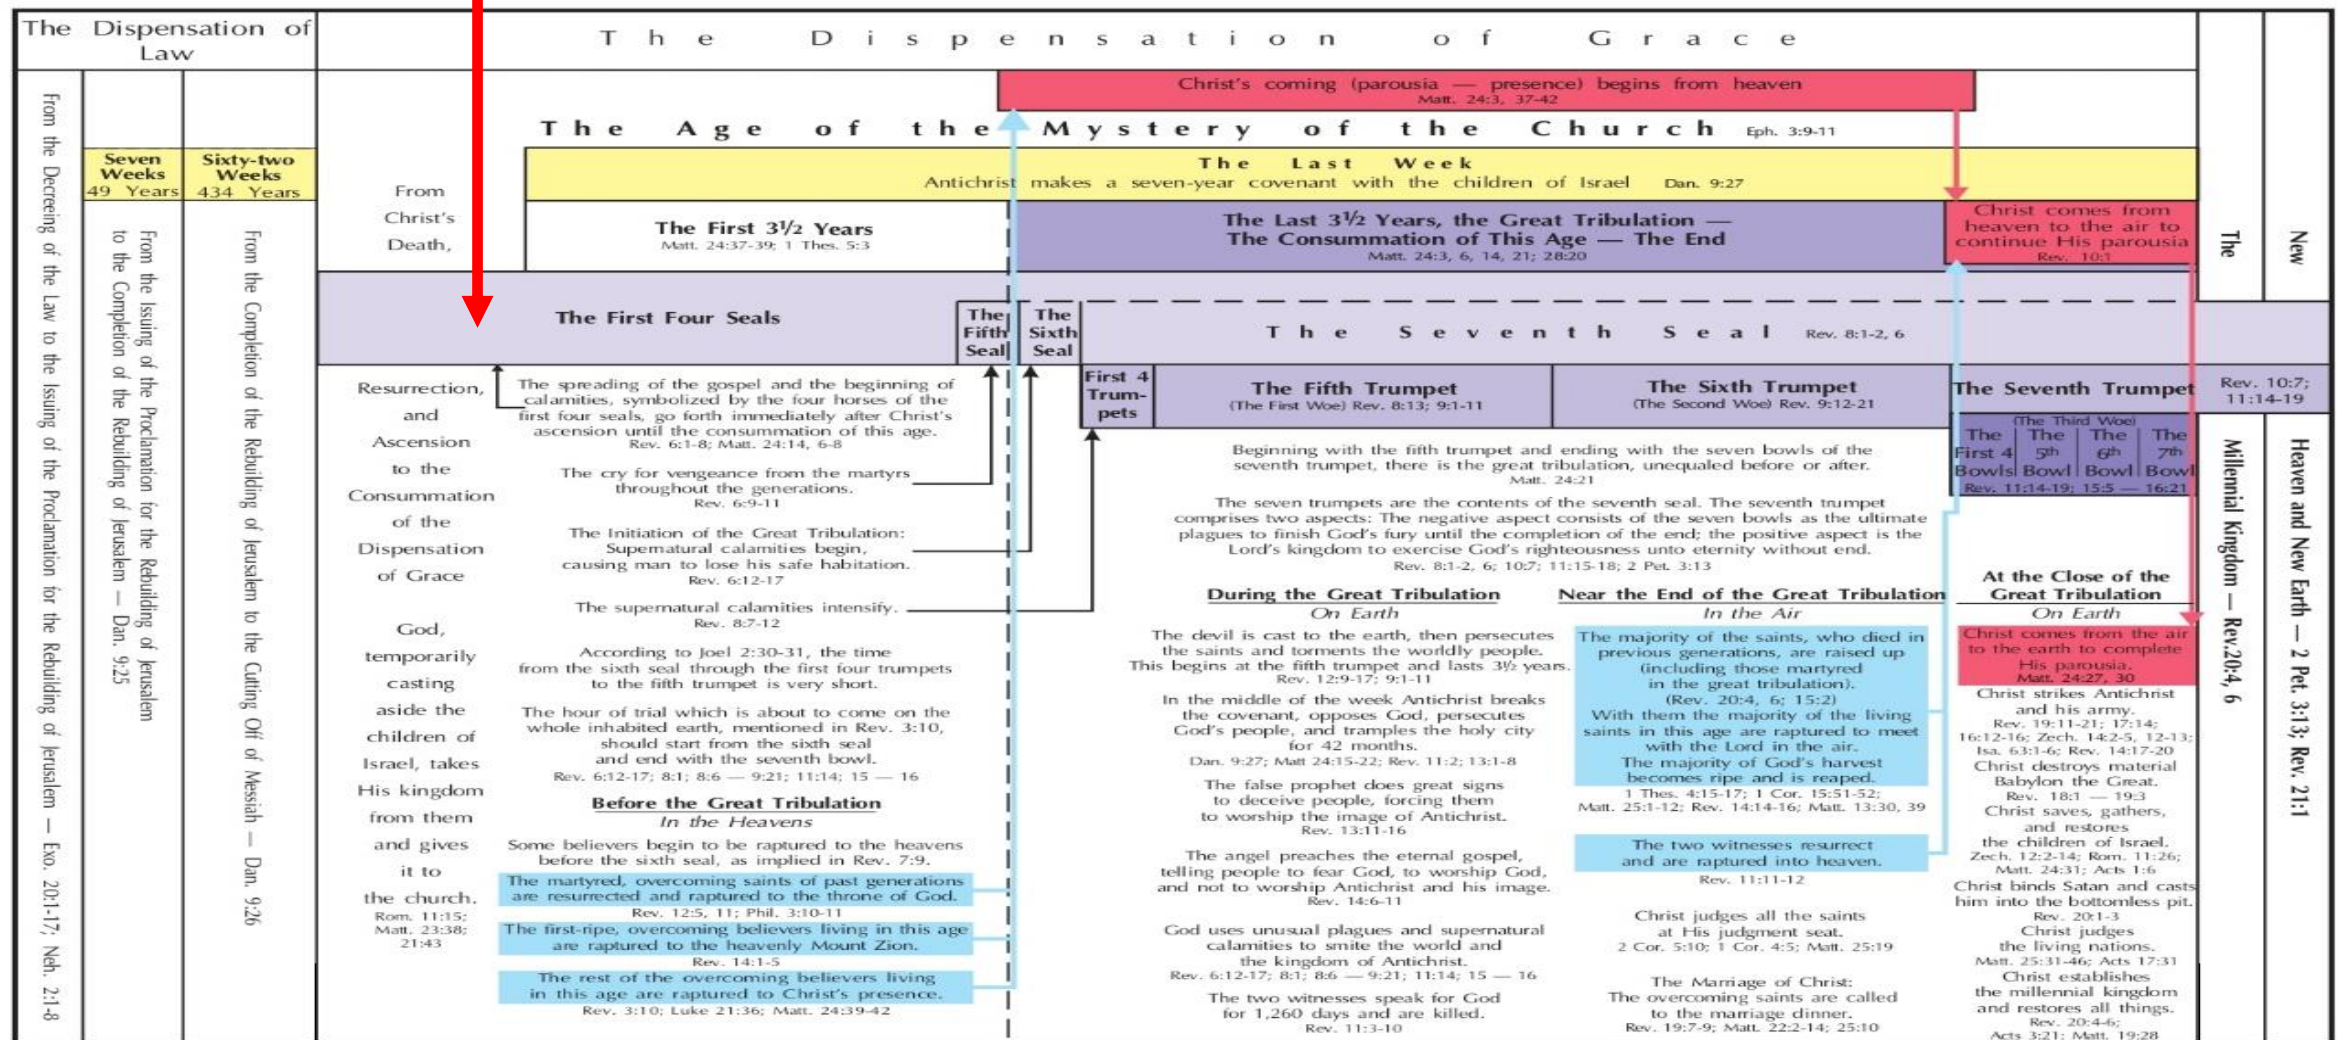 The Dispensation of
Law
The Dispensation of Grace
From the Decreeing of the Law to the Issuing of the Proclamation for the Rebuilding of Jerusalem — Exo. 20:1-17; Neh. 2:1-8
Seven
Weeks
49 Years
From the Issuing of the Proclamation for the Rebuilding of Jerusalem
to the Completion of the Rebuilding of Jerusalem — Dan. 9:25
Sixty-two
Weeks
434 Years
From the Completion of the Rebuilding of Jerusalem to the Cutting Off of Messiah — Dan. 9:26
Christ's coming (parousia — presence) begins from heaven
Matt. 24:3, 37-42
The Age of the Mystery of the Church Eph. 3:9-11
The Last Week
Antichrist makes a seven-year covenant with the children of Israel Dan. 9:27
The First 3½ Years
Matt. 24:37-39; 1 Thes. 5:3
The Last 3½ Years, the Great Tribulation —
The Consummation of This Age — The End
Matt. 24:3, 6, 14, 21; 28:20
Christ comes from
heaven to the air to
continue His parousia
Rev. 10:1
The First Four Seals
The
Fifth
Seal
The
Sixth
Seal
The Seventh Seal Rev. 8:1-2, 6
First 4
Trum-
pets
The Fifth Trumpet
(The First Woe) Rev. 8:13; 9:1-11
The Sixth Trumpet
(The Second Woe) Rev. 9:12-21
The Seventh Trumpet
Rev. 10:7;
11:14-19
(The Third Woe)
The
First 4
Bowls
The
5th
Bowl
The
6th
Bowl
The
7th
Bowl
Rev. 11:14-19; 15:5 — 16:21
From
Christ's
Death,
Resurrection,
and
Ascension
to the
Consummation
of the
Dispensation
of Grace
God,
temporarily
casting
aside the
children of
Israel, takes
His kingdom
from them
and gives
it to
the church.
Rom. 11:15;
Matt. 23:38;
21:43
The spreading of the gospel and the beginning of
calamities, symbolized by the four horses of the
first four seals, go forth immediately after Christ's
ascension until the consummation of this age.
Rev. 6:1-8; Matt. 24:14, 6-8
The cry for vengeance from the martyrs
throughout the generations.
Rev. 6:9-11
The Initiation of the Great Tribulation:
Supernatural calamities begin,
causing man to lose his safe habitation.
Rev. 6:12-17
The supernatural calamities intensify.
Rev. 8:7-12
According to Joel 2:30-31, the time
from the sixth seal through the first four trumpets
to the fifth trumpet is very short.
The hour of trial which is about to come on the
whole inhabited earth, mentioned in Rev. 3:10,
should start from the sixth seal
and end with the seventh bowl.
Rev. 6:12-17; 8:1; 8:6 — 9:21; 11:14; 15 — 16
Before the Great Tribulation
In the Heavens
Some believers begin to be raptured to the heavens
before the sixth seal, as implied in Rev. 7:9.
The martyred, overcoming saints of past generations
are resurrected and raptured to the throne of God.
Rev. 12:5, 11; Phil. 3:10-11
The first-ripe, overcoming believers living in this age
are raptured to the heavenly Mount Zion.
Rev. 14:1-5
The rest of the overcoming believers living
in this age are raptured to Christ's presence.
Rev. 3:10; Luke 21:36; Matt. 24:39-42
Beginning with the fifth trumpet and ending with the seven bowls of the
seventh trumpet, there is the great tribulation, unequaled before or after.
Matt. 24:21
The seven trumpets are the contents of the seventh seal. The seventh trumpet
comprises two aspects: The negative aspect consists of the seven bowls as the ultimate
plagues to finish God's fury until the completion of the end; the positive aspect is the
Lord's kingdom to exercise God's righteousness unto eternity without end.
Rev. 8:1-2, 6; 10:7; 11:15-18; 2 Pet. 3:13
During the Great Tribulation
On Earth
The devil is cast to the earth, then persecutes
the saints and torments the worldly people.
This begins at the fifth trumpet and lasts 3½ years.
Rev. 12:9-17; 9:1-11
In the middle of the week Antichrist breaks
the covenant, opposes God, persecutes
God's people, and tramples the holy city
for 42 months.
Dan. 9:27; Matt 24:15-22; Rev. 11:2; 13:1-8
The false prophet does great signs
to deceive people, forcing them
to worship the image of Antichrist.
Rev. 13:11-16
The angel preaches the eternal gospel,
telling people to fear God, to worship God,
and not to worship Antichrist and his image.
Rev. 14:6-11
God uses unusual plagues and supernatural
calamities to smite the world and
the kingdom of Antichrist.
Rev. 6:12-17; 8:1; 8:6 — 9:21; 11:14; 15 — 16
The two witnesses speak for God
for 1,260 days and are killed.
Rev. 11:3-10
Near the End of the Great Tribulation
In the Air
The majority of the saints, who died in
previous generations, are raised up
(including those martyred
in the great tribulation).
(Rev. 20:4, 6; 15:2)
With them the majority of the living
saints in this age are raptured to meet
with the Lord in the air.
The majority of God's harvest
becomes ripe and is reaped.
1 Thes. 4:15-17; 1 Cor. 15:51-52;
Matt. 25:1-12; Rev. 14:14-16; Matt. 13:30, 39
The two witnesses resurrect
and are raptured into heaven.
Rev. 11:11-12
Christ judges all the saints
at His judgment seat.
2 Cor. 5:10; 1 Cor. 4:5; Matt. 25:19
The Marriage of Christ:
The overcoming saints are called
to the marriage dinner.
Rev. 19:7-9; Matt. 22:2-14; 25:10
At the Close of the
Great Tribulation
On Earth
Christ comes from the air
to the earth to complete
His parousia.
Matt. 24:27, 30
Christ strikes Antichrist
and his army.
Rev. 19:11-21; 17:14;
16:12-16; Zech. 14:2-5, 12-13;
Isa. 63:1-6; Rev. 14:17-20
Christ destroys material
Babylon the Great.
Rev. 18:1 — 19:3
Christ saves, gathers,
and restores
the children of Israel.
Zech. 12:2-14; Rom. 11:26;
Matt. 24:31; Acts 1:6
Christ binds Satan and casts
him into the bottomless pit.
Rev. 20:1-3
Christ judges
the living nations.
Matt. 25:31-46; Acts 17:31
Christ establishes
the millennial kingdom
and restores all things.
Rev. 20:4-6;
Acts 3:21; Matt. 19:28
The Millennial Kingdom — Rev.20:4, 6
New Heaven and New Earth — 2 Pet. 3:13; Rev. 21:1